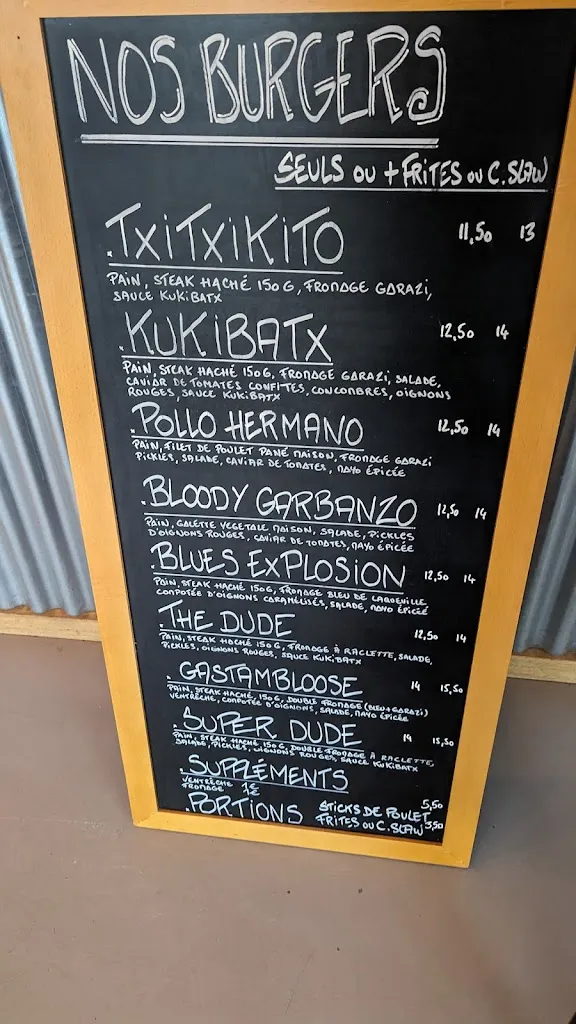 NOS BURGERS
SEULS OU + FRITES OU C. SLAW
.TXiTXiKiTO 11,50 13
PAIN, STEAK HACHÉ 150G, FROMAGE GARAZI,
SAUCE KUKIBATX
.KUKiBATX 12,50 14
PAIN, STEAK HACHÉ 150G, FROMAGE GARAZI, SALADE,
CAVIAR DE TOMATES CONFITES, CONCOMBRES, OIGNONS
ROUGES, SAUCE KUKIBATX
.POLLO HERMANO 12,50 14
PAIN, FILET DE POULET PANÉ MAISON, FROMAGE GARAZI
PICKLES, SALADE, CAVIAR DE TOMATES, MAYO ÉPICÉE
.BLOODY GARBANZO 12,50 14
PAIN, GALETTE VEGETALE MAISON, SALADE, PICKLES
D'OIGNONS ROUGES, CAVIAR DE TOMATES, MAYO ÉPICÉE
.BLUES EXPLOSION 12,50 14
PAIN, STEAK HACHÉ 150G, FROMAGE BLEU DE
COMPOTÉE D'OIGNONS CARAMÉLISÉS, SALADE, MAYO ÉPICÉE
.THE DUDE 12,50 14
PAIN, STEAK HACHÉ 150G, FROMAGE À RACLETTE, SALADE,
PICKLES, OIGNONS ROUGES, SAUCE KUKIBATX
.GASTAMBLOOSE 14 15,50
PAIN, STEAK HACHÉ, 150G, DOUBLE FROMAGE (BLEU + GARAZI)
VENTRÈCHE, COMPOTÉE D'OIGNONS, SALADE, MAYO ÉPICÉE
.SUPER DUDE 14 15,50
PAIN, STEAK HACHÉ 150G, DOUBLE FROMAGE À RACLETTE,
SALADE, PICKLES, OIGNONS ROUGES, SAUCE KUKIBATX
.SUPPLÉMENTS
VENTRÈCHE 1€
FROMAGE 1€
.PORTIONS STICKS DE POULET 5,50
FRITES OU C. SLAW 3,50